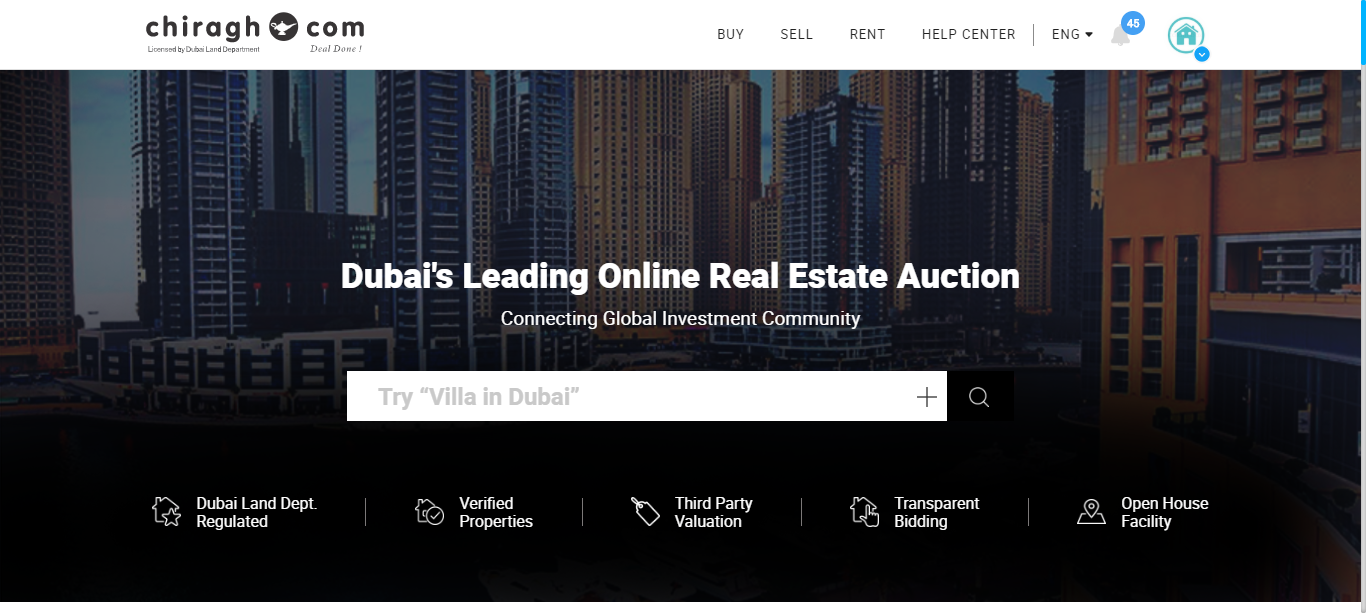 chiragh com
Licensed by Dubai Land Department
Deal Done !
BUY
SELL
RENT
HELP CENTER
ENG
45
Dubai's Leading Online Real Estate Auction
Connecting Global Investment Community
Try “Villa in Dubai”
Dubai Land Dept.
Regulated
Verified
Properties
Third Party
Valuation
Transparent
Bidding
Open House
Facility